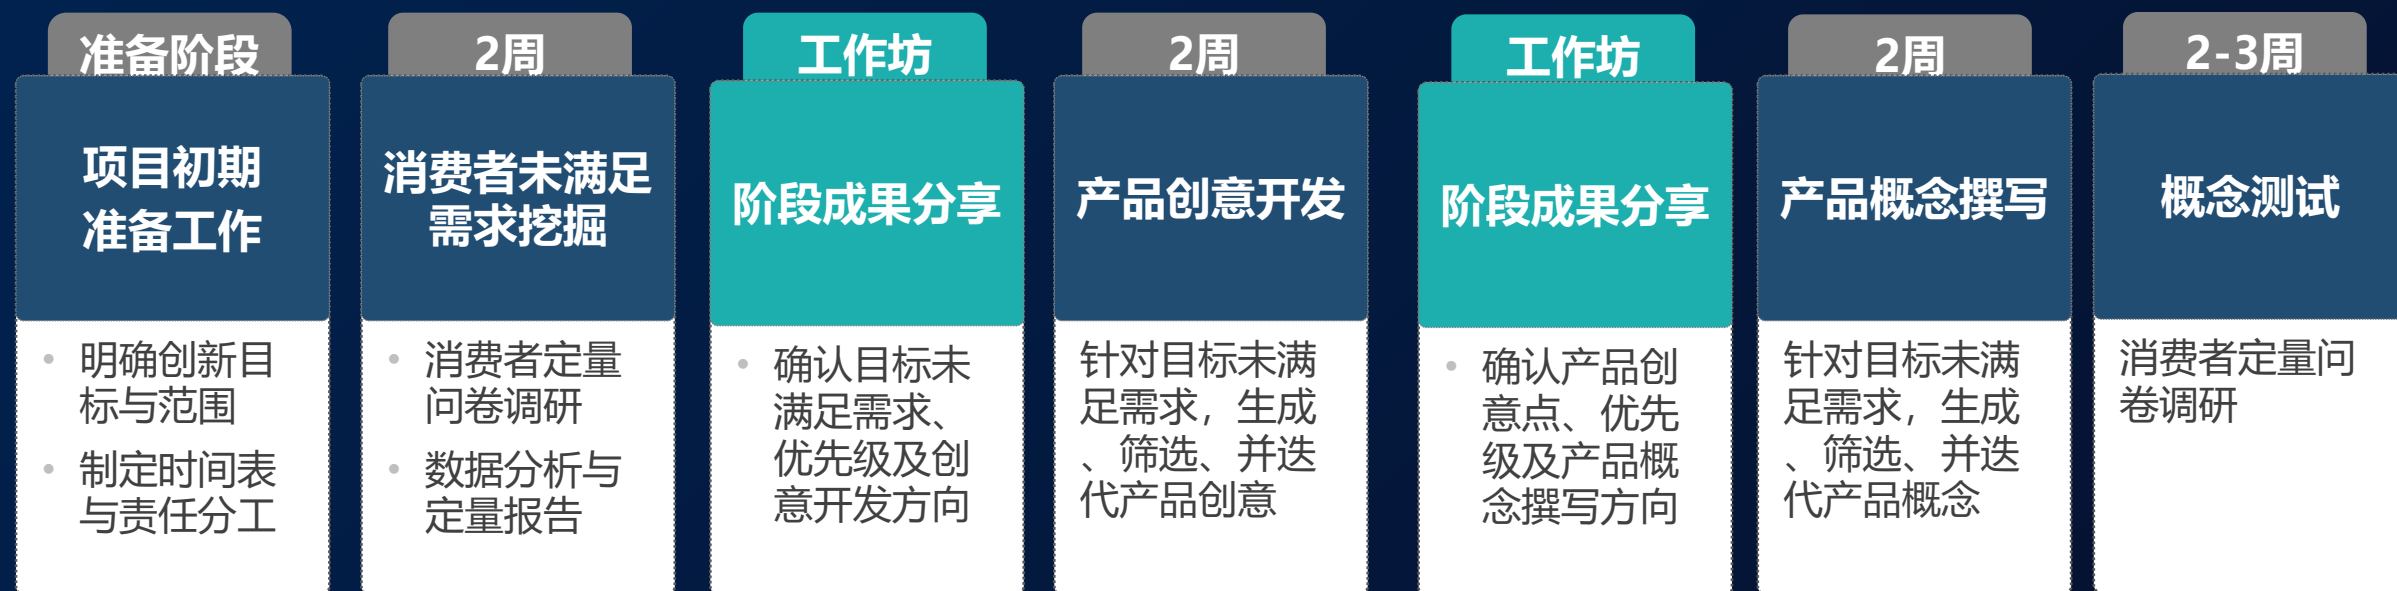 准备阶段
项目初期
准备工作
• 明确创新目
标与范围
• 制定时间表
与责任分工
2周
消费者未满足
需求挖掘
• 消费者定量
问卷调研
• 数据分析与
定量报告
工作坊
阶段成果分享
• 确认目标未
满足需求、
优先级及创
意开发方向
2周
产品创意开发
针对目标未满
足需求，生成
、筛选、并迭
代产品创意
工作坊
阶段成果分享
• 确认产品创
意点、优先
级及产品概
念撰写方向
2周
产品概念撰写
针对目标未满
足需求，生成
、筛选、并迭
代产品概念
2-3周
概念测试
消费者定量问
卷调研